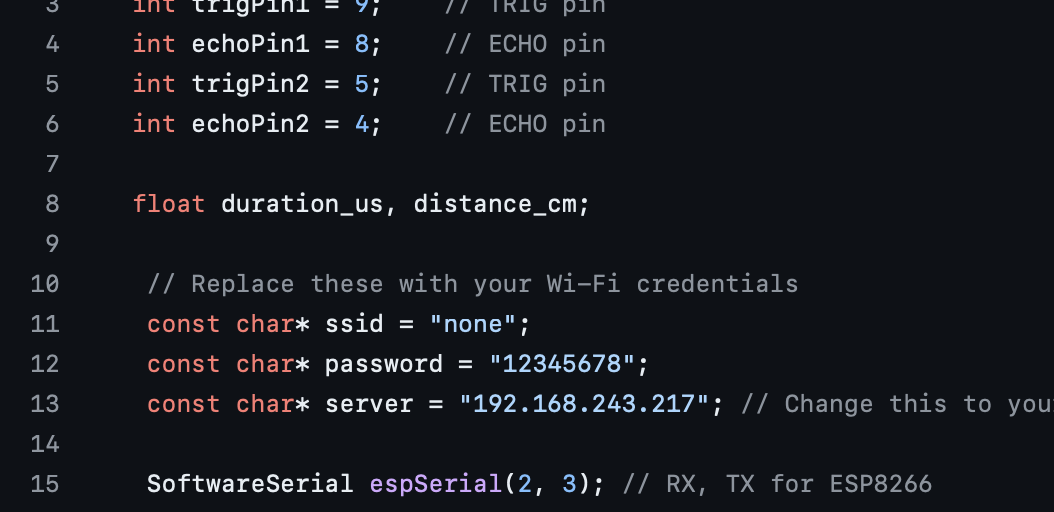 3 int trigPin1 = 9; // TRIG pin
4 int echoPin1 = 8; // ECHO pin
5 int trigPin2 = 5; // TRIG pin
6 int echoPin2 = 4; // ECHO pin
7
8 float duration_us, distance_cm;
9
10 // Replace these with your Wi-Fi credentials
11 const char* ssid = "none";
12 const char* password = "12345678";
13 const char* server = "192.168.243.217"; // Change this to
14
15 SoftwareSerial espSerial(2, 3); // RX, TX for ESP8266